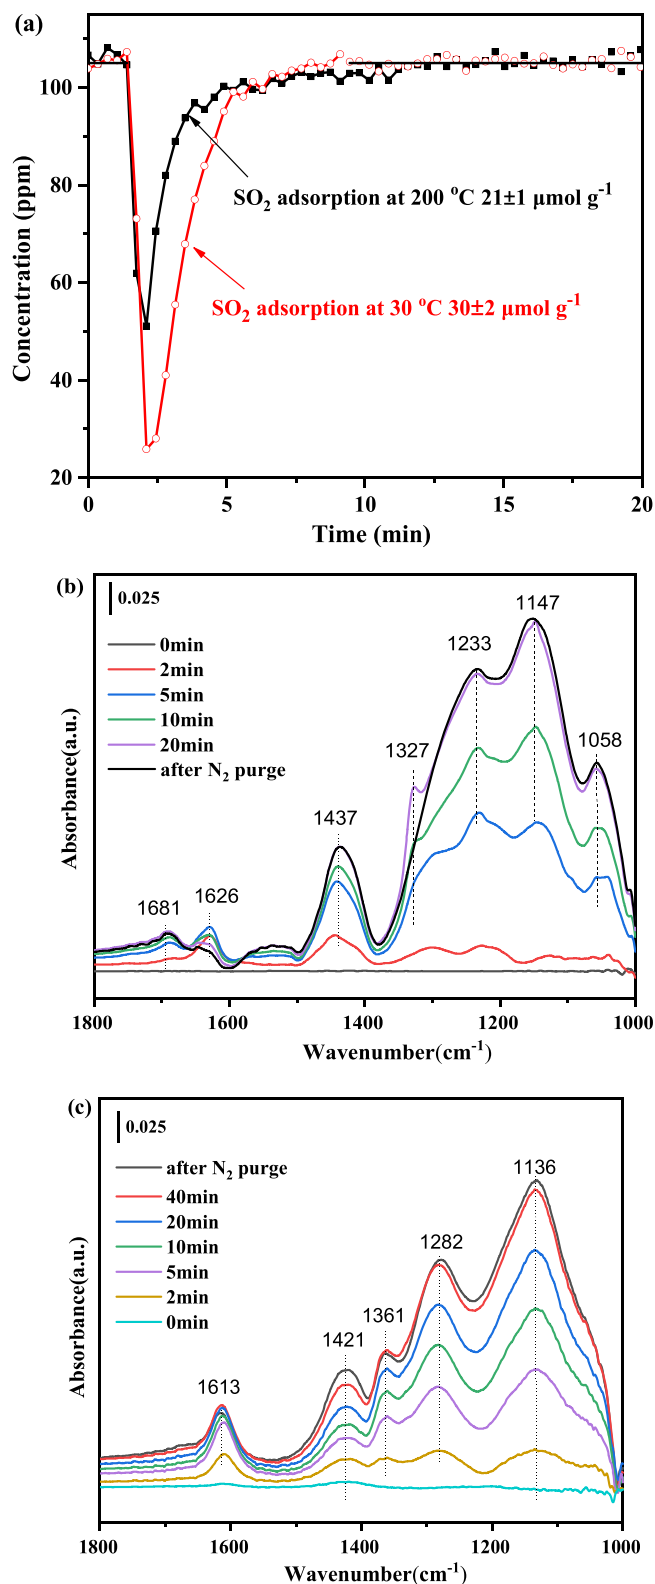 (a)
100
80
60
40
20
Concentration (ppm)
SO2 adsorption at 200 °C 21±1 μmol g-1
SO2 adsorption at 30 °C 30±2 μmol g-1
0 5 10 15 20
Time (min)
(b)
0.025
0min
2min
5min
10min
20min
after N2 purge
1681
1626
1437
1327
1233
1147
1058
Absorbance(a.u.)
1800 1600 1400 1200 1000
Wavenumber(cm-1)
(c)
0.025
after N2 purge
40min
20min
10min
5min
2min
0min
1613
1421
1361
1282
1136
Absorbance(a.u.)
1800 1600 1400 1200 1000
Wavenumber(cm-1)